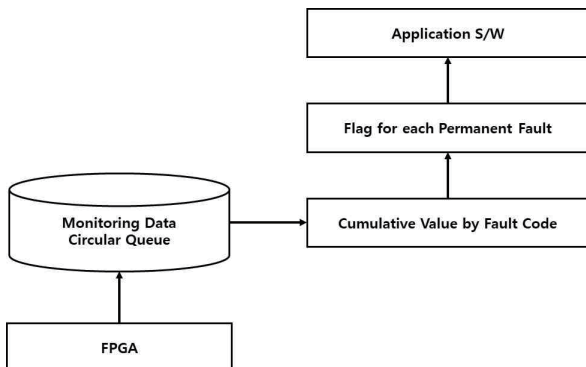 Application S/W
Flag for each Permanent Fault
Monitoring Data
Circular Queue
Cumulative Value by Fault Code
FPGA